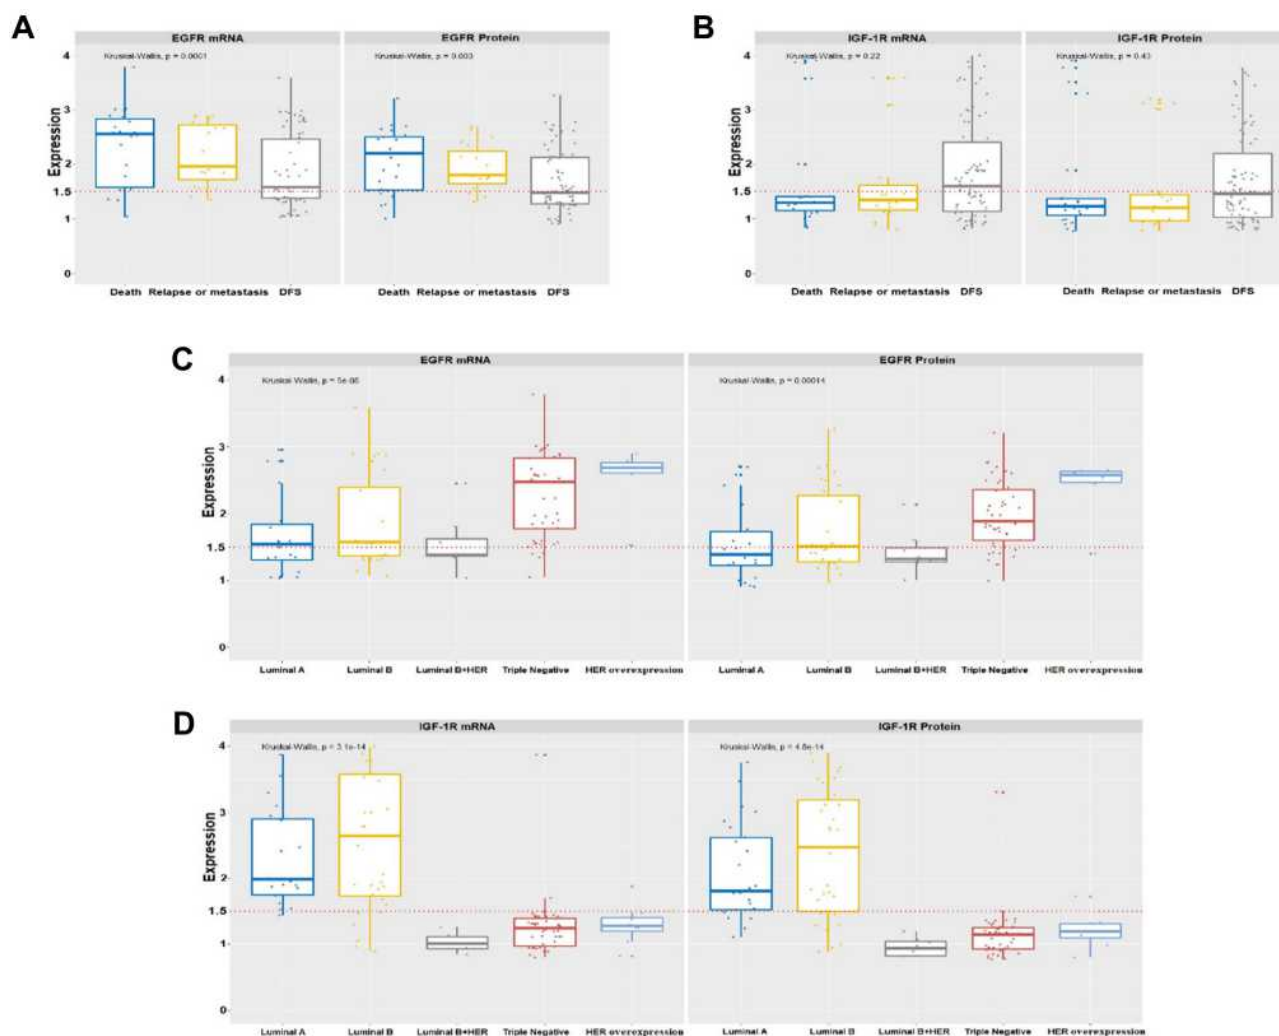 A
EGFR mRNA
EGFR Protein
Kruskal-Wallis, p = 0.0001
Kruskal-Wallis, p = 0.003
Expression
4
3
2
1.5
1
0
Death Relapse or metastasis DFS
Death Relapse or metastasis DFS
B
IGF-1R mRNA
IGF-1R Protein
Kruskal-Wallis, p = 0.22
Kruskal-Wallis, p = 0.43
Expression
4
3
2
1.5
1
0
Death Relapse or metastasis DFS
Death Relapse or metastasis DFS
C
EGFR mRNA
EGFR Protein
Kruskal-Wallis, p =
Kruskal-Wallis, p = 0.00014
Expression
4
3
2
1.5
1
0
Luminal A Luminal B Luminal B+HER Triple Negative HER overexpression
Luminal A Luminal B Luminal B+HER Triple Negative HER overexpression
D
IGF-1R mRNA
IGF-1R Protein
Kruskal-Wallis, p = 3.1e-14
Kruskal-Wallis, p = 4.8e-14
Expression
4
3
2
1.5
1
0
Luminal A Luminal B Luminal B+HER Triple Negative HER overexpression
Luminal A Luminal B Luminal B+HER Triple Negative HER overexpression